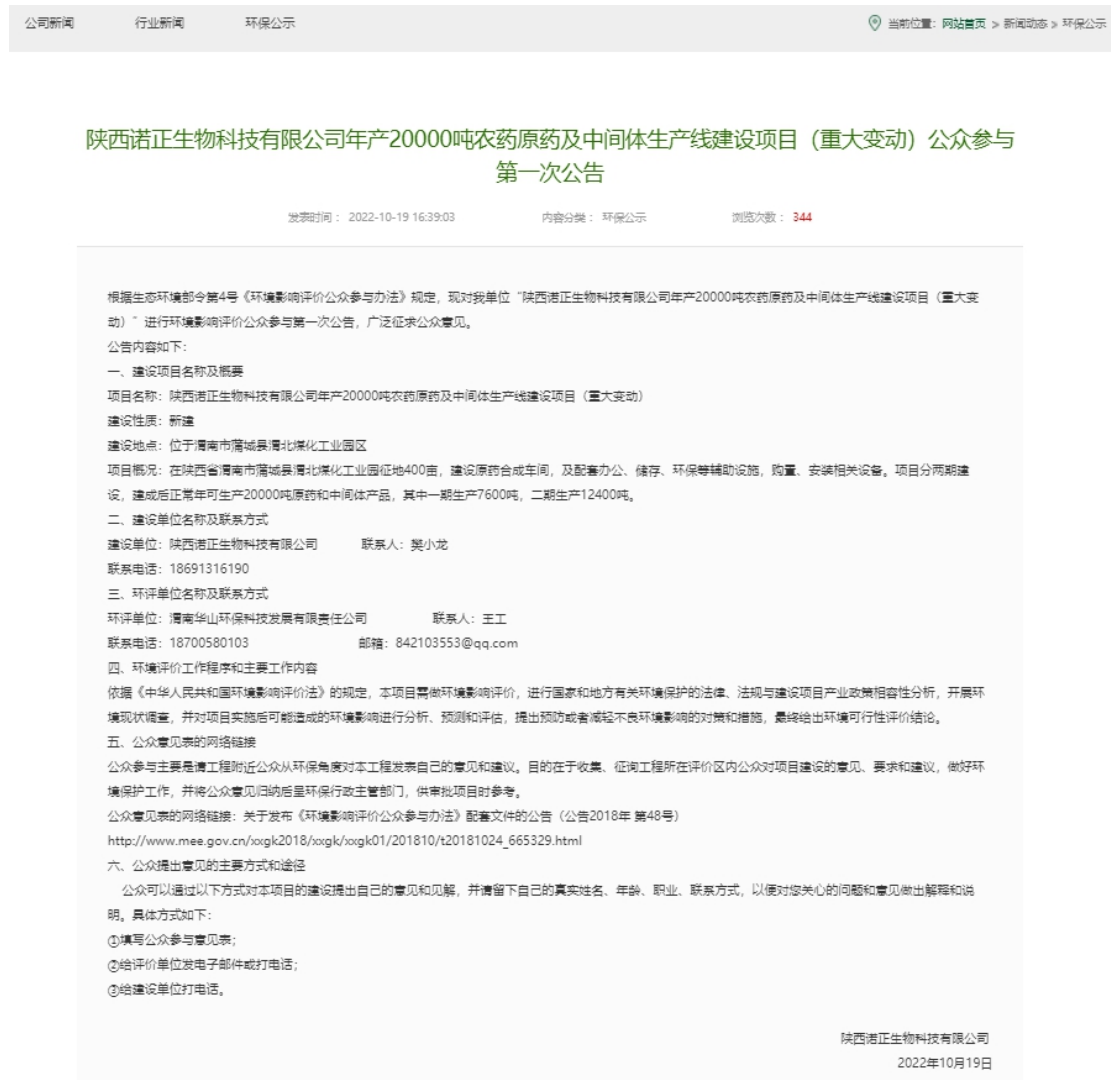 公司新闻 行业新闻 环保公示 当前位置：网站首页 > 新闻动态 > 环保公示
陕西诺正生物科技有限公司年产20000吨农药原药及中间体生产线建设项目（重大变动）公众参与
第一次公告
发表时间： 2022-10-19 16:39:03 内容分类： 环保公示 浏览次数： 344
根据生态环境部令第4号《环境影响评价公众参与办法》规定，现对我单位“陕西诺正生物科技有限公司年产20000吨农药原药及中间体生产线建设项目（重大变
动）”进行环境影响评价公众参与第一次公告，广泛征求公众意见。
公告内容如下：
一、建设项目名称及概要
项目名称：陕西诺正生物科技有限公司年产20000吨农药原药及中间体生产线建设项目（重大变动）
建设性质：新建
建设地点：位于渭南市蒲城县渭北煤化工业园区
项目概况：在陕西省渭南市蒲城县渭北煤化工业园征地400亩，建设原药合成车间，及配套办公、储存、环保等辅助设施，购置、安装相关设备。项目分两期建
设，建成后正常年可生产20000吨原药和中间体产品，其中一期生产7600吨，二期生产12400吨。
二、建设单位名称及联系方式
建设单位：陕西诺正生物科技有限公司 联系人：樊小龙
联系电话：18691316190
三、环评单位名称及联系方式
环评单位：渭南华山环保科技发展有限责任公司 联系人：王工
联系电话：18700580103 邮箱：842103553@qq.com
四、环境评价工作程序和主要工作内容
依据《中华人民共和国环境影响评价法》的规定，本项目需做环境影响评价，进行国家和地方有关环境保护的法律、法规与建设项目产业政策相容性分析，开展环
境现状调查，并对项目实施后可能造成的环境影响进行分析、预测和评估，提出预防或者减轻不良环境影响的对策和措施，最终给出环境可行性评价结论。
五、公众意见表的网络链接
公众参与主要是请工程附近公众从环保角度对本工程发表自己的意见和建议。目的在于收集、征询工程所在评价区内公众对项目建设的意见、要求和建议，做好环
境保护工作，并将公众意见归纳后呈环保行政主管部门，供审批项目时参考。
公众意见表的网络链接：关于发布《环境影响评价公众参与办法》配套文件的公告（公告2018年 第48号）
http://www.mee.gov.cn/xxgk2018/xxgk/xxgk01/201810/t20181024_665329.html
六、公众提出意见的主要方式和途径
公众可以通过以下方式对本项目的建设提出自己的意见和见解，并请留下自己的真实姓名、年龄、职业、联系方式，以便对您关心的问题和意见做出解释和说
明。具体方式如下：
①填写公众参与意见表；
②给评价单位发电子邮件或打电话；
③给建设单位打电话。
陕西诺正生物科技有限公司
2022年10月19日